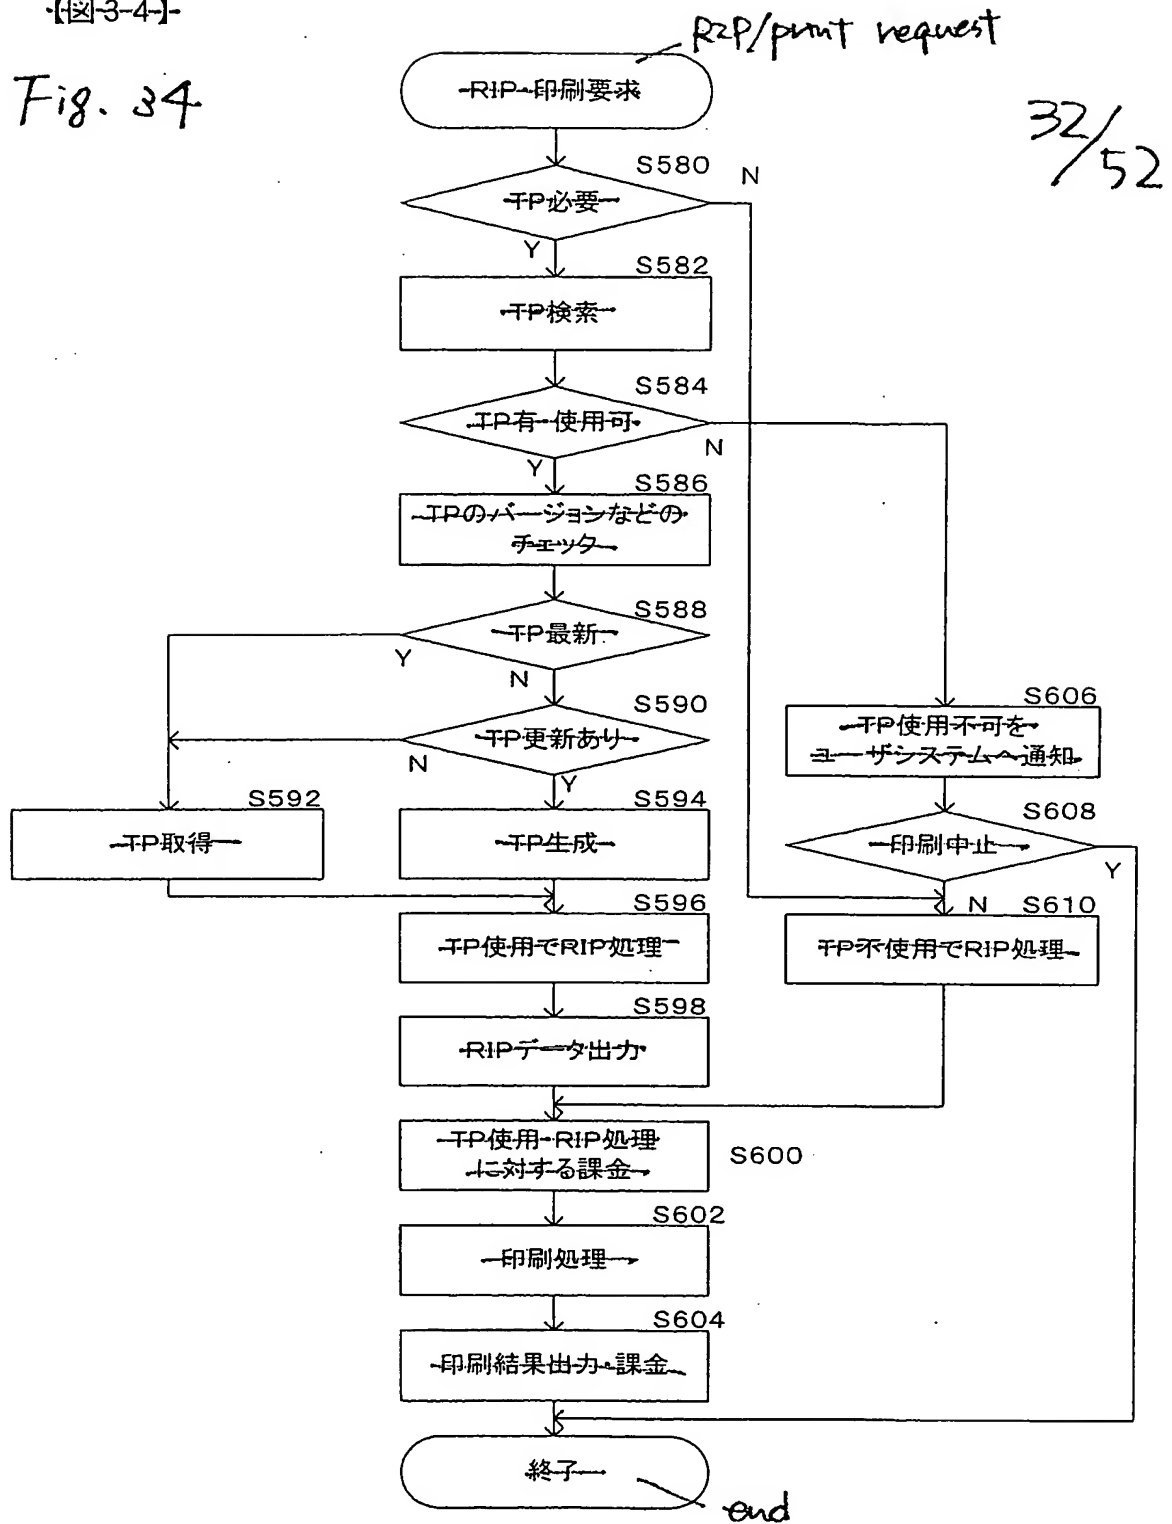 【図34】
RIP/print request
Fig. 34
32/52
RIP・印刷要求
S580
N
TP必要
Y
S582
TP検索
S584
TP有・使用可
N
Y
S586
TPのバージョンなどの
チェック
S588
TP最新
Y
N
S590
TP更新あり
N
Y
S606
TP使用不可を
ユーザシステムへ通知
S592
TP取得
S594
TP生成
S608
印刷中止
Y
N
S596
TP使用でRIP処理
S610
TP不使用でRIP処理
S598
RIPデータ出力
TP使用・RIP処理
に対する課金
S600
S602
印刷処理
S604
印刷結果出力・課金
終了
end